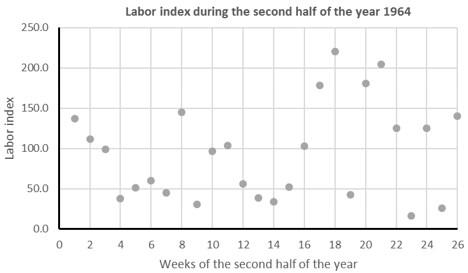 Labor index during the second half of the year 1964
250.0
200.0
150.0
100.0
50.0
0.0
Labor index
0 2 4 6 8 10 12 14 16 18 20 22 24 26
Weeks of the second half of the year